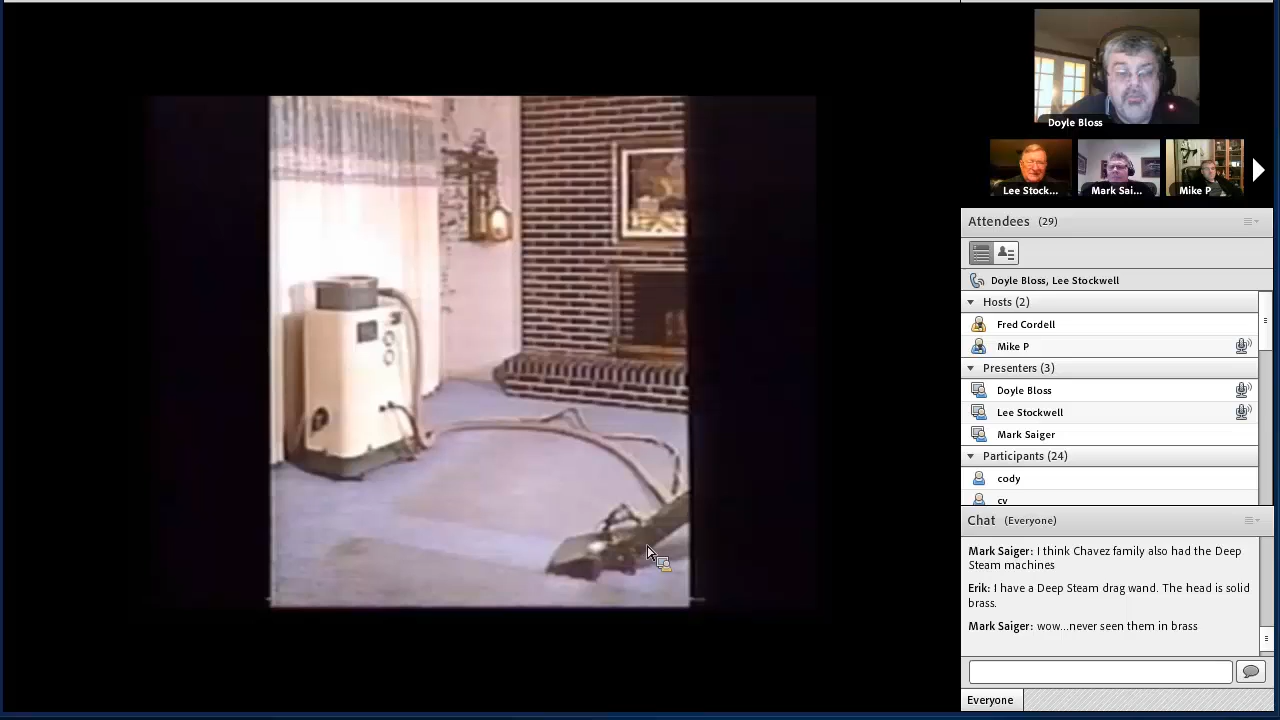 Doyle Bloss
Lee Stock...
Mark Sai...
Mike P
Attendees (29)
Doyle Bloss, Lee Stockwell
Hosts (2)
Fred Cordell
Mike P
Presenters (3)
Doyle Bloss
Lee Stockwell
Mark Saiger
Participants (24)
cody
cv
Chat (Everyone)
Mark Saiger: I think Chavez family also had the Deep
Steam machines
Erik: I have a Deep Steam drag wand. The head is solid
brass.
Mark Saiger: wow...never seen them in brass
Everyone